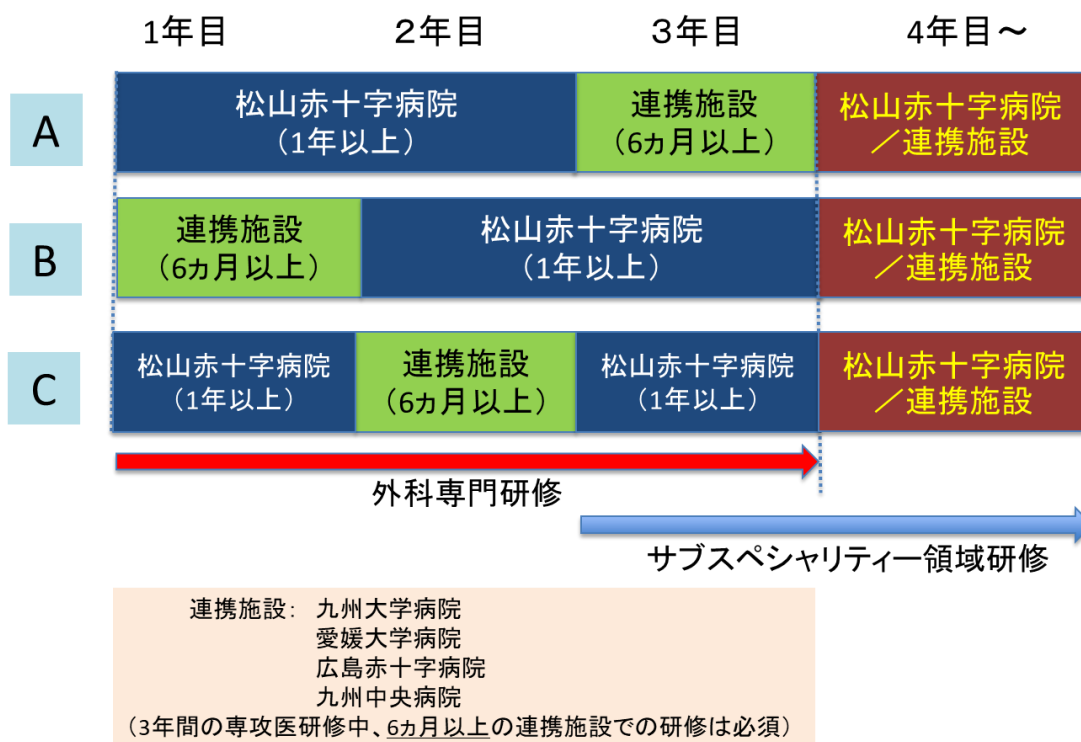 1年目 2年目 3年目 4年目～
A
松山赤十字病院
（1年以上）
連携施設
（6ヵ月以上）
松山赤十字病院
／連携施設
B
連携施設
（6ヵ月以上）
松山赤十字病院
（1年以上）
松山赤十字病院
／連携施設
C
松山赤十字病院
（1年以上）
連携施設
（6ヵ月以上）
松山赤十字病院
（1年以上）
松山赤十字病院
／連携施設
外科専門研修
サブスペシャリティー領域研修
連携施設： 九州大学病院
愛媛大学病院
広島赤十字病院
九州中央病院
（3年間の専攻医研修中、6ヵ月以上の連携施設での研修は必須）